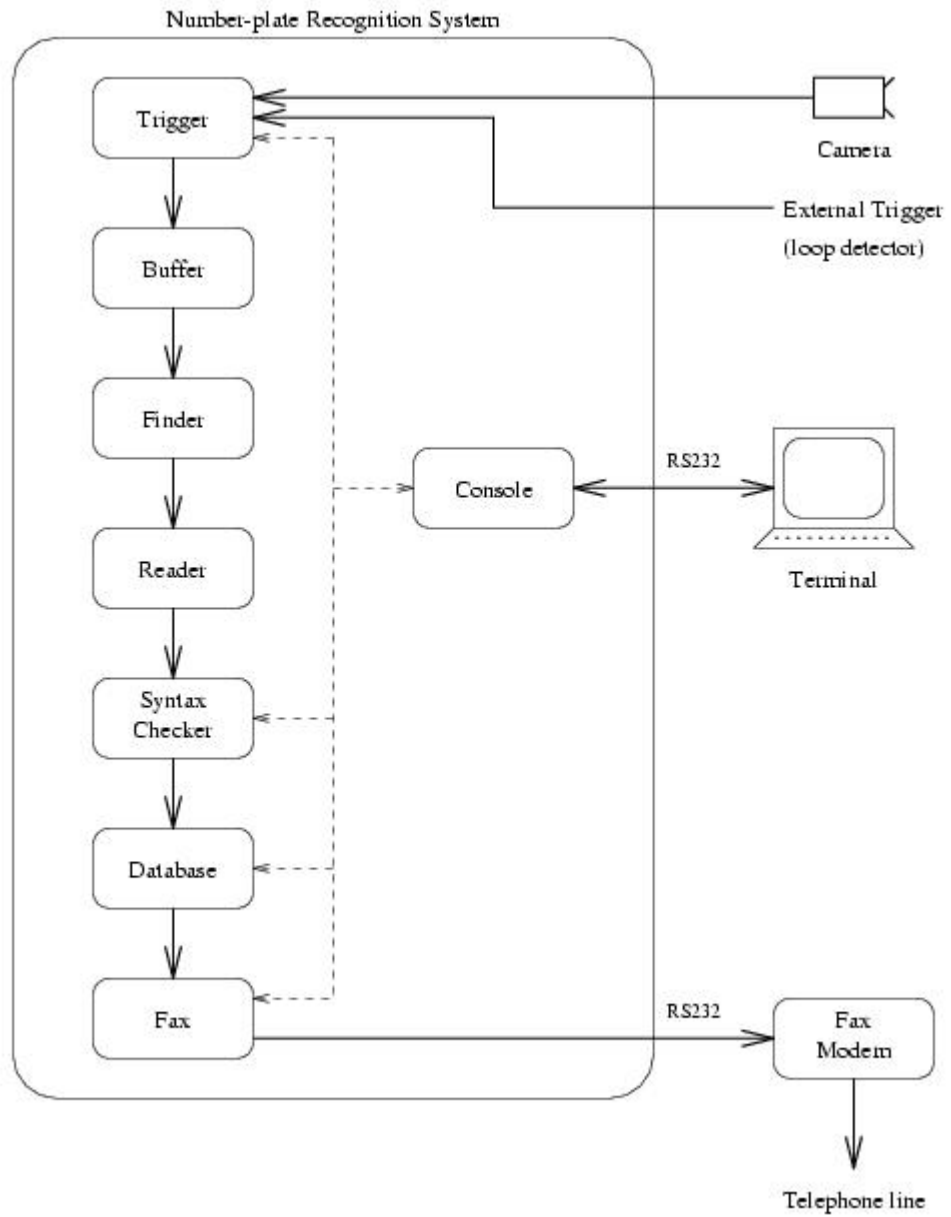 Number-plate Recognition System
Trigger
Camera
External Trigger
(loop detector)
Buffer
Finder
RS232
Console
Reader
Terminal
Syntax
Checker
Database
Fax
RS232
Fax
Modem
Telephone line